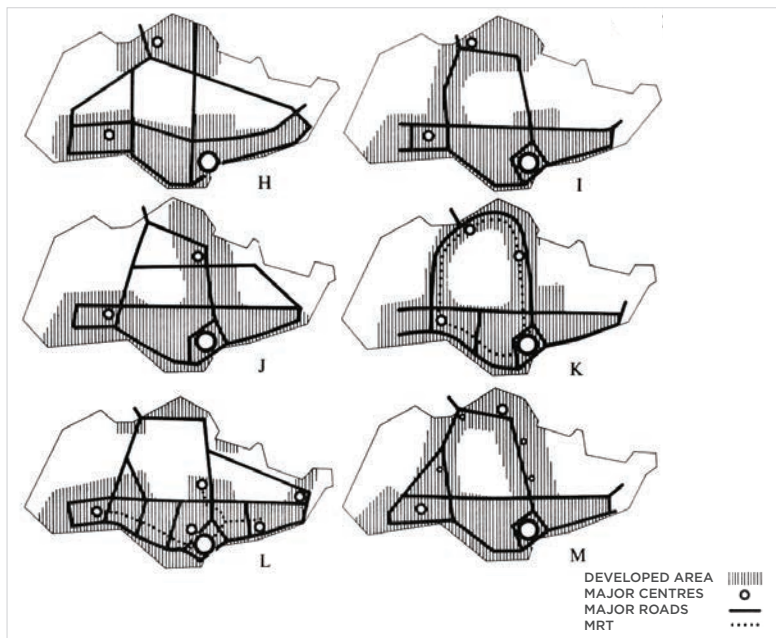 H
I
J
K
L
M
DEVELOPED AREA
MAJOR CENTRES
MAJOR ROADS
MRT